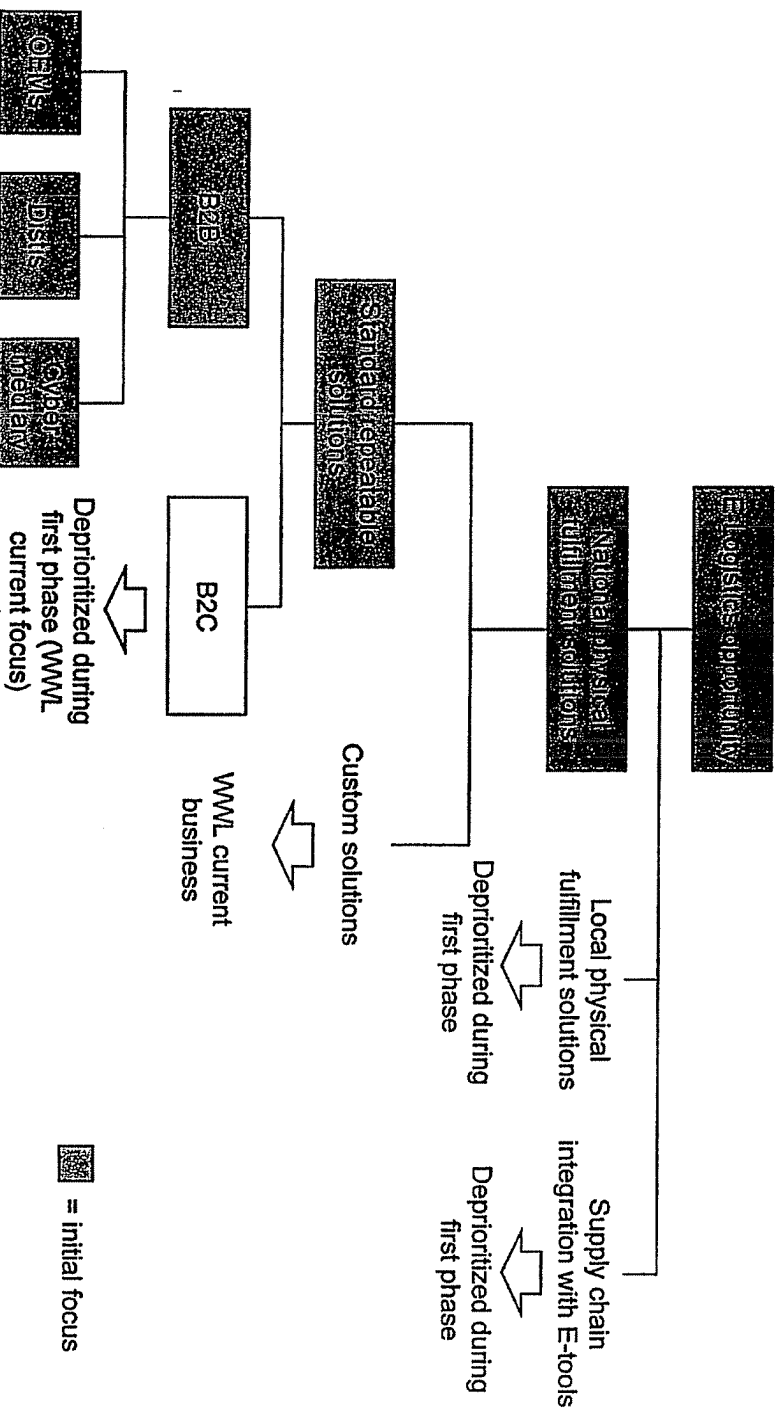 E-Logistics opportunity
National physical
fulfillment solutions
Local physical
fulfillment solutions
Supply chain
integration with E-tools
Deprioritized during
first phase
Deprioritized during
first phase
Standard repeatable
solutions
Custom solutions
WWL current
business
B2B
B2C
Deprioritized during
first phase (WWL
current focus)
OEMs
Distis
Cyber-
mediary
= initial focus